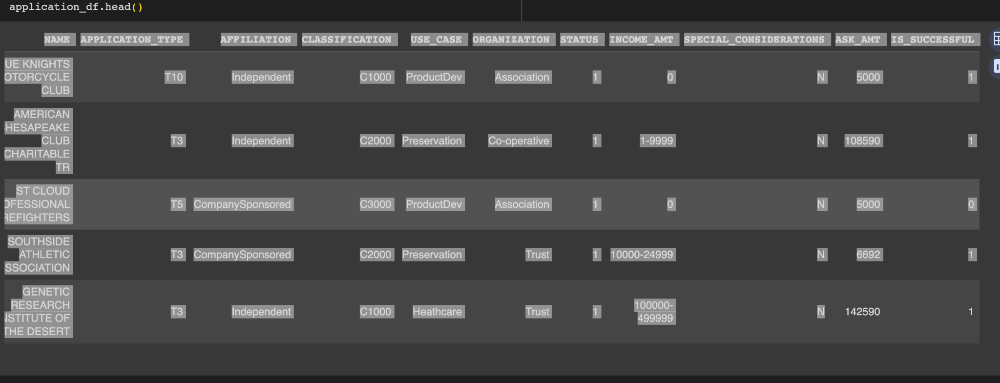 application_df.head()
NAME APPLICATION_TYPE AFFILIATION CLASSIFICATION USE_CASE ORGANIZATION STATUS INCOME_AMT SPECIAL_CONSIDERATIONS ASK_AMT IS_SUCCESSFUL
UE KNIGHTS
OTORCYCLE
CLUB
T10 Independent C1000 ProductDev Association 1 0 N 5000 1
AMERICAN
HESAPEAKE
CLUB
CHARITABLE
TR
T3 Independent C2000 Preservation Co-operative 1 1-9999 N 108590 1
ST CLOUD
OFESSIONAL
REFIGHTERS
T5 CompanySponsored C3000 ProductDev Association 1 0 N 5000 0
SOUTHSIDE
ATHLETIC
SSOCIATION
T3 CompanySponsored C2000 Preservation Trust 1 10000-24999 N 6692 1
GENETIC
RESEARCH
NSTITUTE OF
THE DESERT
T3 Independent C1000 Heathcare Trust 1 100000-
499999
N 142590 1